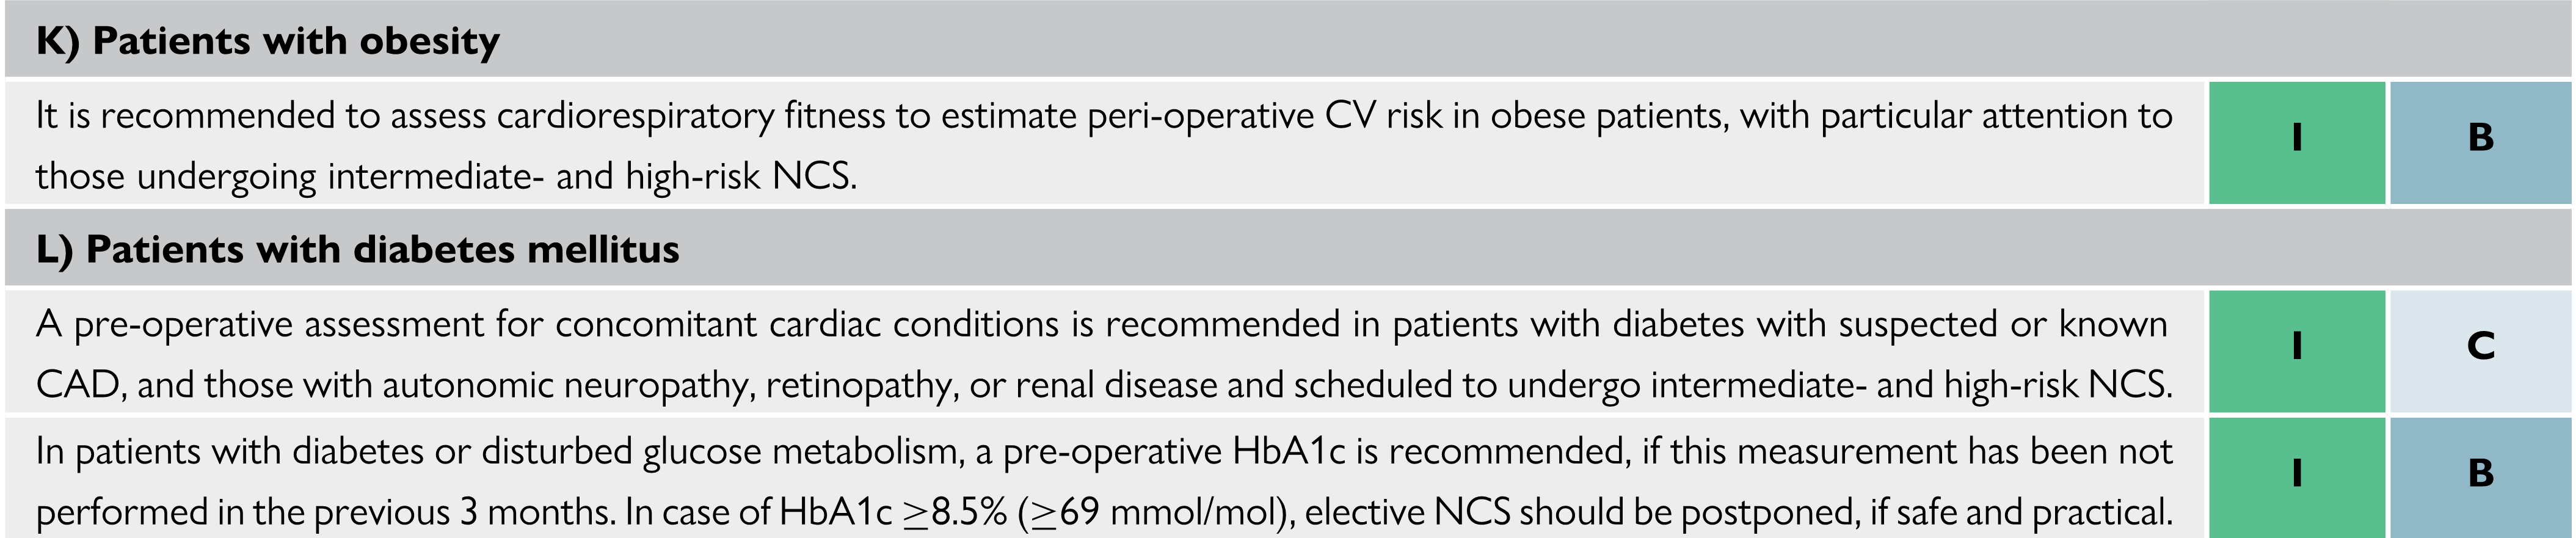 K) Patients with obesity
It is recommended to assess cardiorespiratory fitness to estimate peri-operative CV risk in obese patients, with particular attention to
those undergoing intermediate- and high-risk NCS.
I
B
L) Patients with diabetes mellitus
A pre-operative assessment for concomitant cardiac conditions is recommended in patients with diabetes with suspected or known
CAD, and those with autonomic neuropathy, retinopathy, or renal disease and scheduled to undergo intermediate- and high-risk NCS.
I
C
In patients with diabetes or disturbed glucose metabolism, a pre-operative HbA1c is recommended, if this measurement has been not
performed in the previous 3 months. In case of HbA1c ≥8.5% (≥69 mmol/mol), elective NCS should be postponed, if safe and practical.
I
B